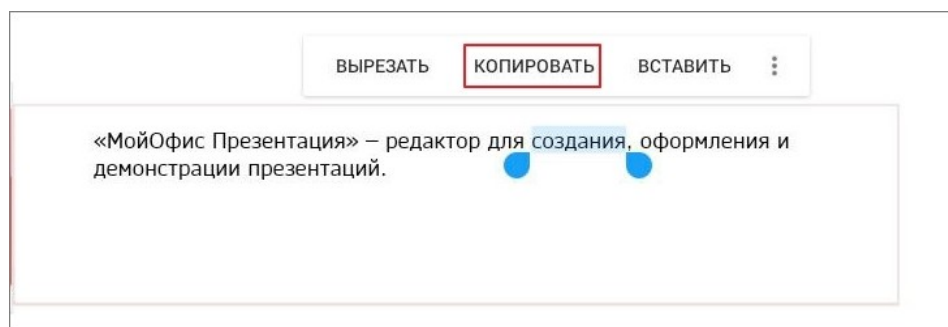 ВЫРЕЗАТЬ КОПИРОВАТЬ ВСТАВИТЬ
«МойОфис Презентация» — редактор для создания, оформления и
демонстрации презентаций.